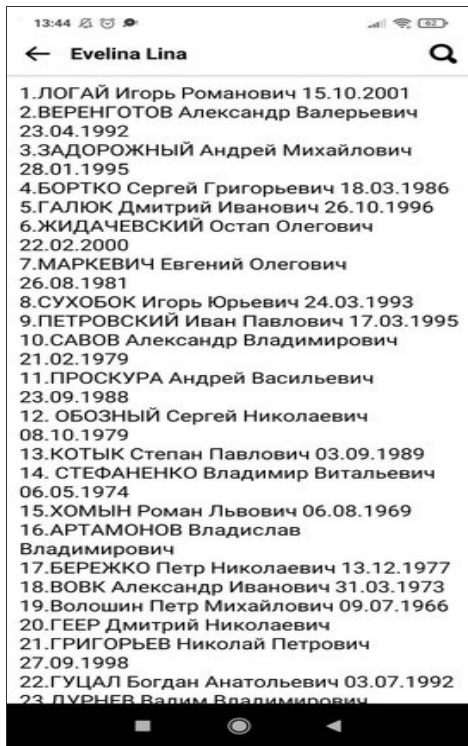 13:44
62
Evelina Lina
1.ЛОГАЙ Игорь Романович 15.10.2001
2.ВЕРЕНГОТОВ Александр Валерьевич
23.04.1992
3.ЗАДОРОЖНЫЙ Андрей Михайлович
28.01.1995
4.БОРТКО Сергей Григорьевич 18.03.1986
5.ГАЛЮК Дмитрий Иванович 26.10.1996
6.ЖИДАЧЕВСКИЙ Остап Олегович
22.02.2000
7.МАРКЕВИЧ Евгений Олегович
26.08.1981
8.СУХОБОК Игорь Юрьевич 24.03.1993
9.ПЕТРОВСКИЙ Иван Павлович 17.03.1995
10.САВОВ Александр Владимирович
21.02.1979
11.ПРОСКУРА Андрей Васильевич
23.09.1988
12. ОБОЗНЫЙ Сергей Николаевич
08.10.1979
13.КОТЫК Степан Павлович 03.09.1989
14. СТЕФАНЕНКО Владимир Витальевич
06.05.1974
15.ХОМЫН Роман Львович 06.08.1969
16.АРТАМОНОВ Владислав
Владимирович
17.БЕРЕЖКО Петр Николаевич 13.12.1977
18.ВОВК Александр Иванович 31.03.1973
19.Волошин Петр Михайлович 09.07.1966
20.ГЕЕР Дмитрий Николаевич
21.ГРИГОРЬЕВ Николай Петрович
27.09.1998
22.ГУЦАЛ Богдан Анатольевич 03.07.1992
23.ДУРНЕВ Вадим Владимирович